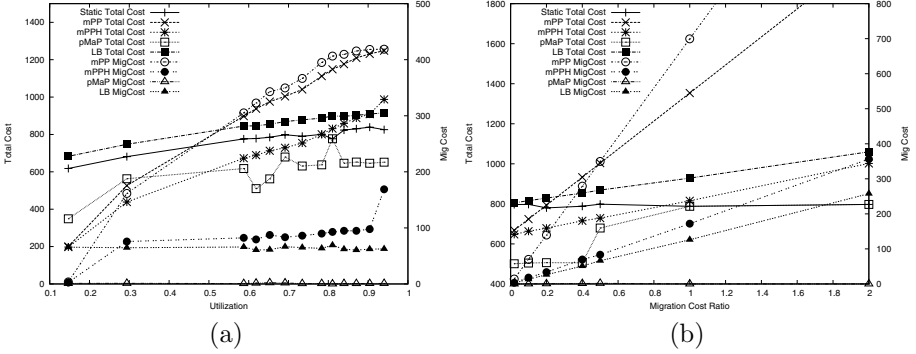 Static Total Cost
mPP Total Cost
mPPH Total Cost
pMaP Total Cost
LB Total Cost
mPP MigCost
mPPH MigCost
pMaP MigCost
LB MigCost
Total Cost
1400
1200
1000
800
600
400
200
0
0.1 0.2 0.3 0.4 0.5 0.6 0.7 0.8 0.9 1
Utilization
500
400
300
200
100
0
Mig Cost
(a)
Static Total Cost
mPP Total Cost
mPPH Total Cost
pMaP Total Cost
LB Total Cost
mPP MigCost
mPPH MigCost
pMaP MigCost
LB MigCost
Total Cost
1800
1600
1400
1200
1000
800
600
400
0 0.2 0.4 0.6 0.8 1 1.2 1.4 1.6 1.8 2
Migration Cost Ratio
800
700
600
500
400
300
200
100
0
Mig Cost
(b)